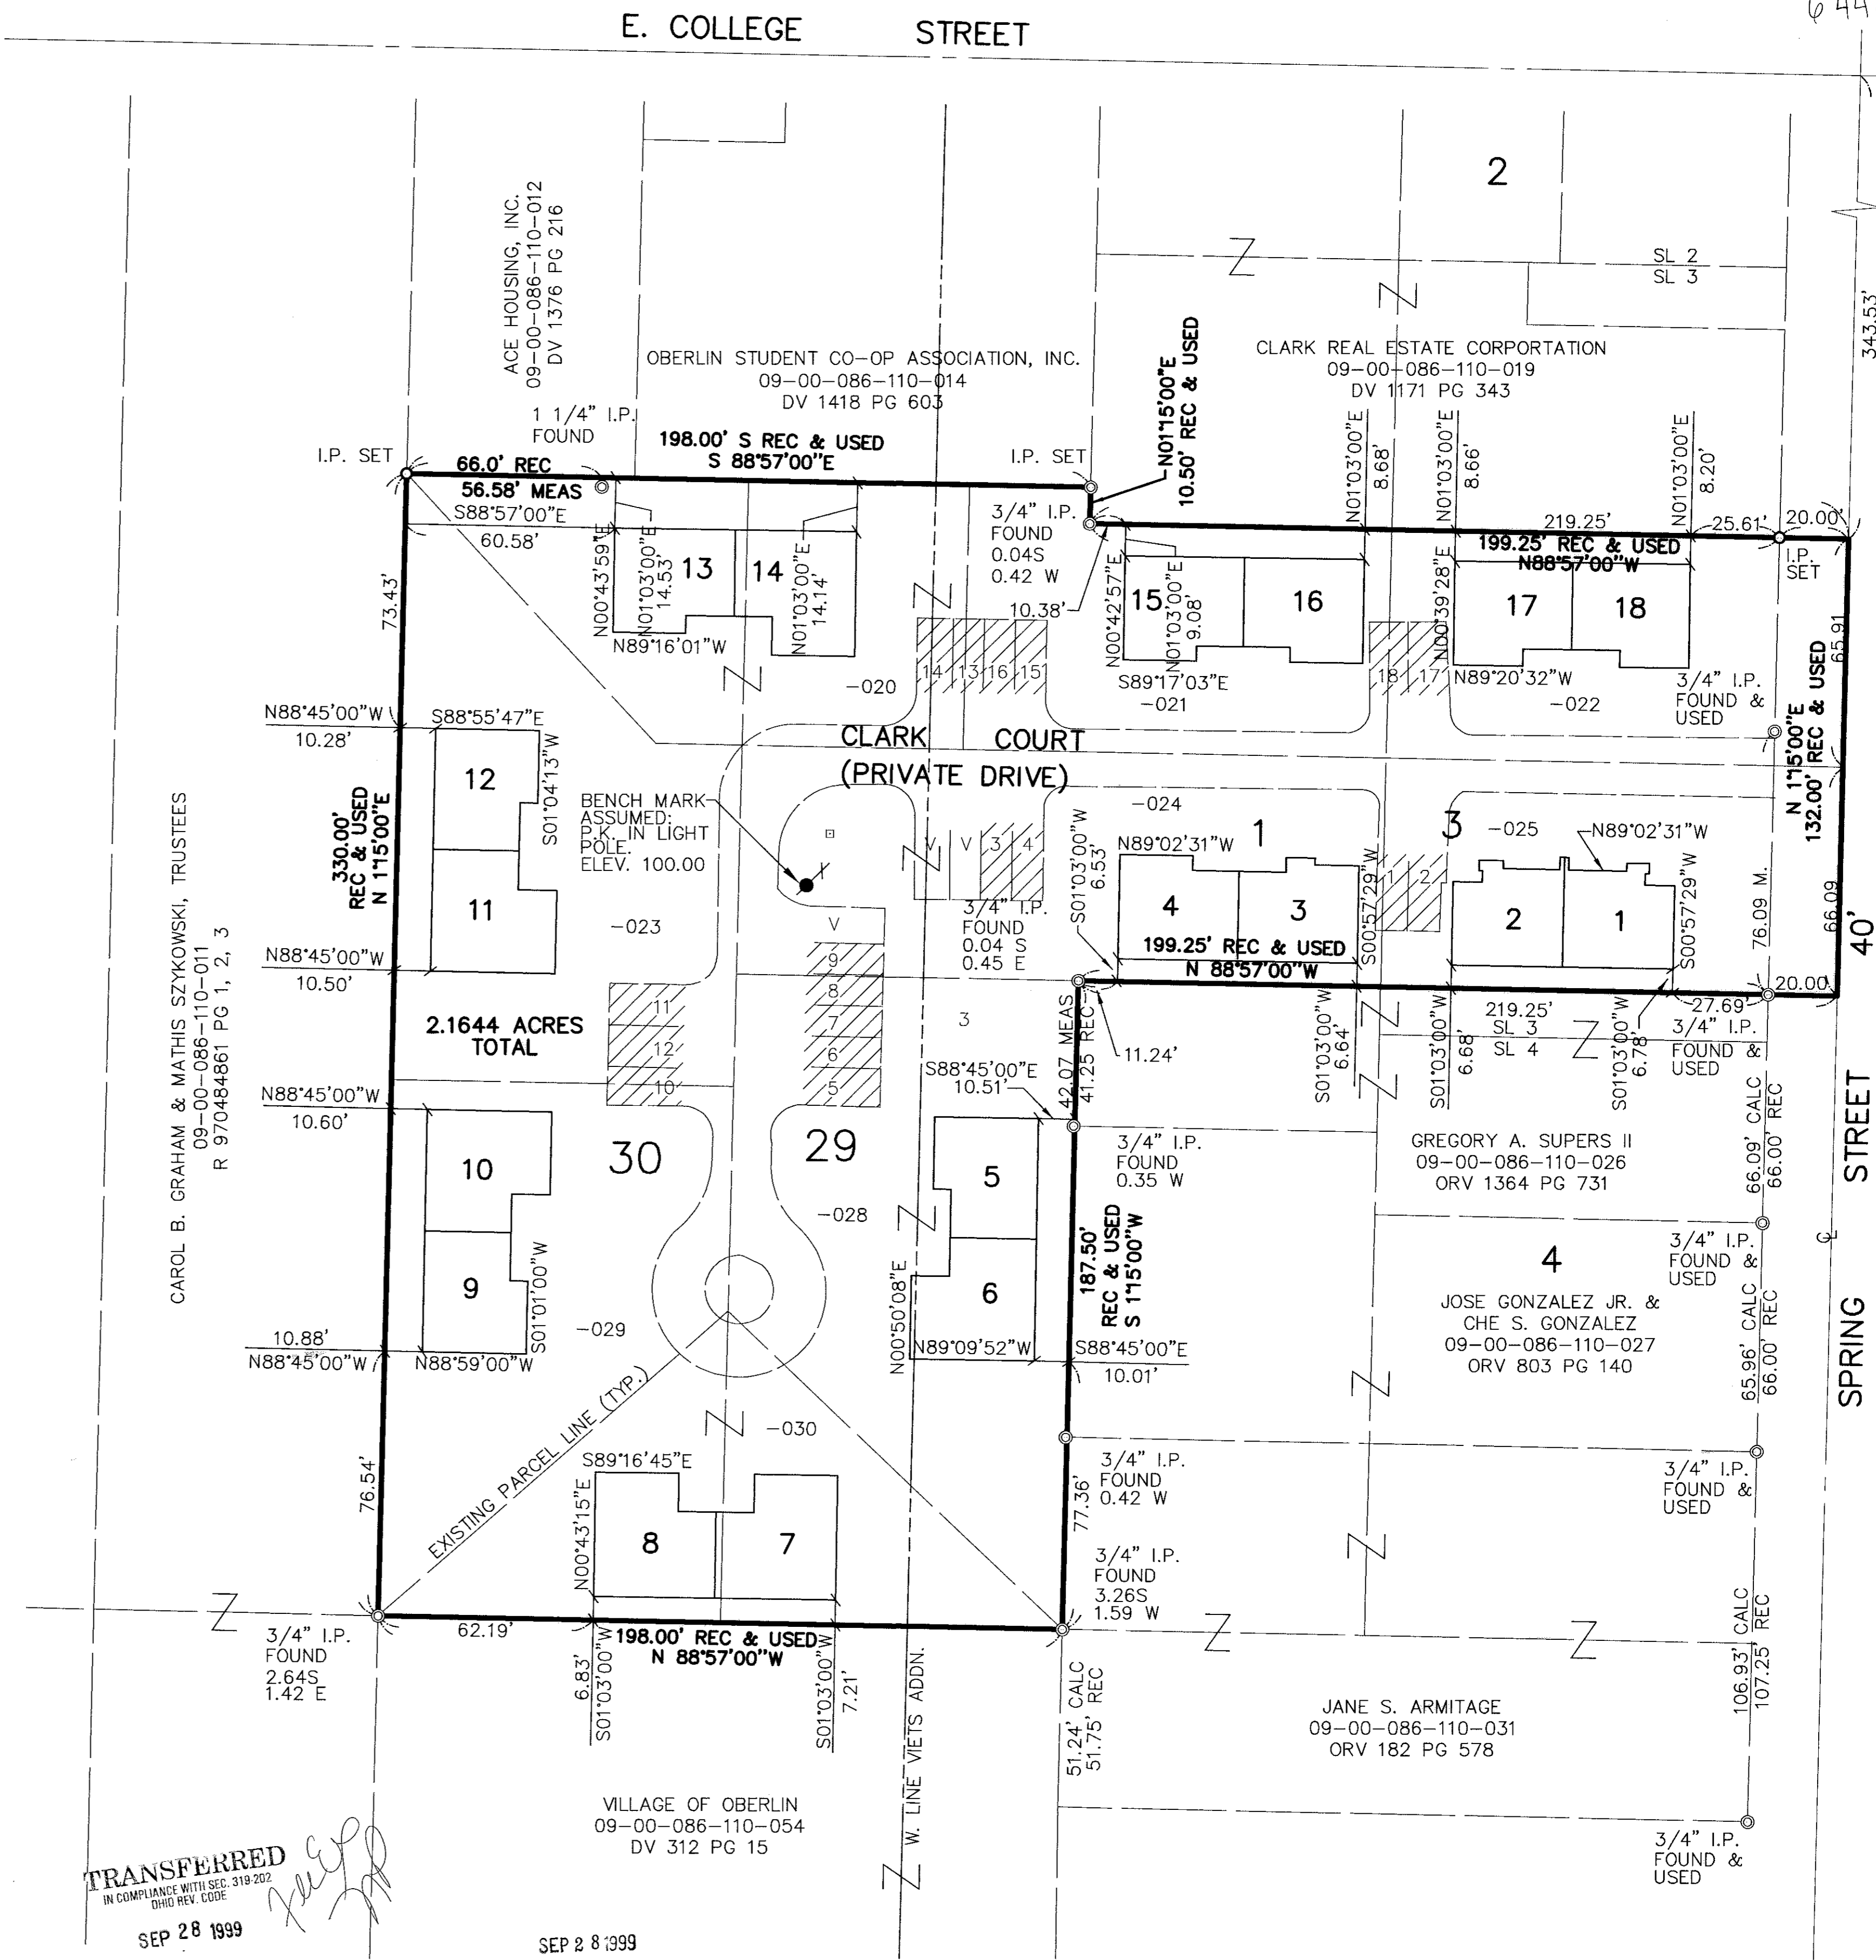 644
E. COLLEGE STREET
2
SL 2
SL 3
343.53'
ACE HOUSING, INC.
09-00-086-110-012
DV 1376 PG 216
OBERLIN STUDENT CO-OP ASSOCIATION, INC.
09-00-086-110-014
DV 1418 PG 603
CLARK REAL ESTATE CORPORTATION
09-00-086-110-019
DV 1171 PG 343
1 1/4" I.P.
FOUND
I.P. SET
198.00' S REC & USED
S 88°57'00"E
I.P. SET
N01°15'00"E
10.50' REC & USED
66.0' REC
56.58' MEAS
S88°57'00"E
60.58'
3/4" I.P.
FOUND
0.04S
0.42 W
N01°03'00"E
8.68'
N01°03'00"E
8.66'
N01°03'00"E
8.20'
219.25'
25.61'
20.00'
199.25' REC & USED
N88°57'00"W
I.P.
SET
73.43'
N00°43'59"E
N01°03'00"E
14.53'
13
14
N01°03'00"E
14.14'
N89°16'01"W
10.38'
N00°42'57"E
15
N01°03'00"E
9.08'
16
N00°39'28"E
17
18
65.91
14
13
16
15
S89°17'03"E
18
17
N89°20'32"W
3/4" I.P.
FOUND &
USED
-020
-021
-022
N 1°15'00"E
132.00' REC & USED
N88°45'00"W
10.28'
S88°55'47"E
CLARK COURT
(PRIVATE DRIVE)
12
S01°04'13"W
BENCH MARK
ASSUMED:
P.K. IN LIGHT
POLE.
ELEV. 100.00
330.00'
REC & USED
N 1°15'00"E
11
-024
1
3
-025
N89°02'31"W
N89°02'31"W
V
V
3
4
S01°03'00"W
6.53'
4
3
S00°57'29"W
1
2
2
1
S00°57'29"W
76.09 M.
66.09
CAROL B. GRAHAM & MATHIS SZYKOWSKI, TRUSTEES
09-00-086-110-011
R 970484861 PG 1, 2, 3
-023
3/4" I.P.
FOUND
0.04 S
0.45 E
199.25' REC & USED
N 88°57'00"W
40'
N88°45'00"W
10.50'
V
9
8
7
6
5
11
12
10
2.1644 ACRES
TOTAL
3
42.07 MEAS
41.25 REC
11.24'
S01°03'00"W
6.64'
S01°03'00"W
6.68'
219.25'
SL 3
SL 4
S01°03'00"W
6.78'
27.69'
20.00
3/4" I.P.
FOUND &
USED
S88°45'00"E
10.51'
N88°45'00"W
10.60'
30
29
3/4" I.P.
FOUND
0.35 W
GREGORY A. SUPERS II
09-00-086-110-026
ORV 1364 PG 731
66.09' CALC
66.00' REC
10
5
-028
187.50'
REC & USED
S 1°15'00"W
3/4" I.P.
FOUND &
USED
4
JOSE GONZALEZ JR. &
CHE S. GONZALEZ
09-00-086-110-027
ORV 803 PG 140
65.96' CALC
66.00' REC
SPRING STREET
9
S01°01'00"W
6
N00°50'08"E
-029
10.88'
N88°45'00"W
N88°59'00"W
N89°09'52"W
S88°45'00"E
10.01'
EXISTING PARCEL LINE (TYP.)
-030
76.54'
S89°16'45"E
N00°43'15"E
8
7
3/4" I.P.
FOUND
0.42 W
77.36'
3/4" I.P.
FOUND &
USED
3/4" I.P.
FOUND
3.26S
1.59 W
3/4" I.P.
FOUND
2.64S
1.42 E
62.19'
198.00' REC & USED
N 88°57'00"W
6.83'
S01°03'00"W
S01°03'00"W
7.21'
W. LINE VIETS ADDN.
51.24' CALC
51.75' REC
106.93' CALC
107.25' REC
JANE S. ARMITAGE
09-00-086-110-031
ORV 182 PG 578
VILLAGE OF OBERLIN
09-00-086-110-054
DV 312 PG 15
3/4" I.P.
FOUND &
USED
TRANSFERRED
IN COMPLIANCE WITH SEC. 319-202
OHIO REV. CODE
SEP 28 1999
SEP 28 1999